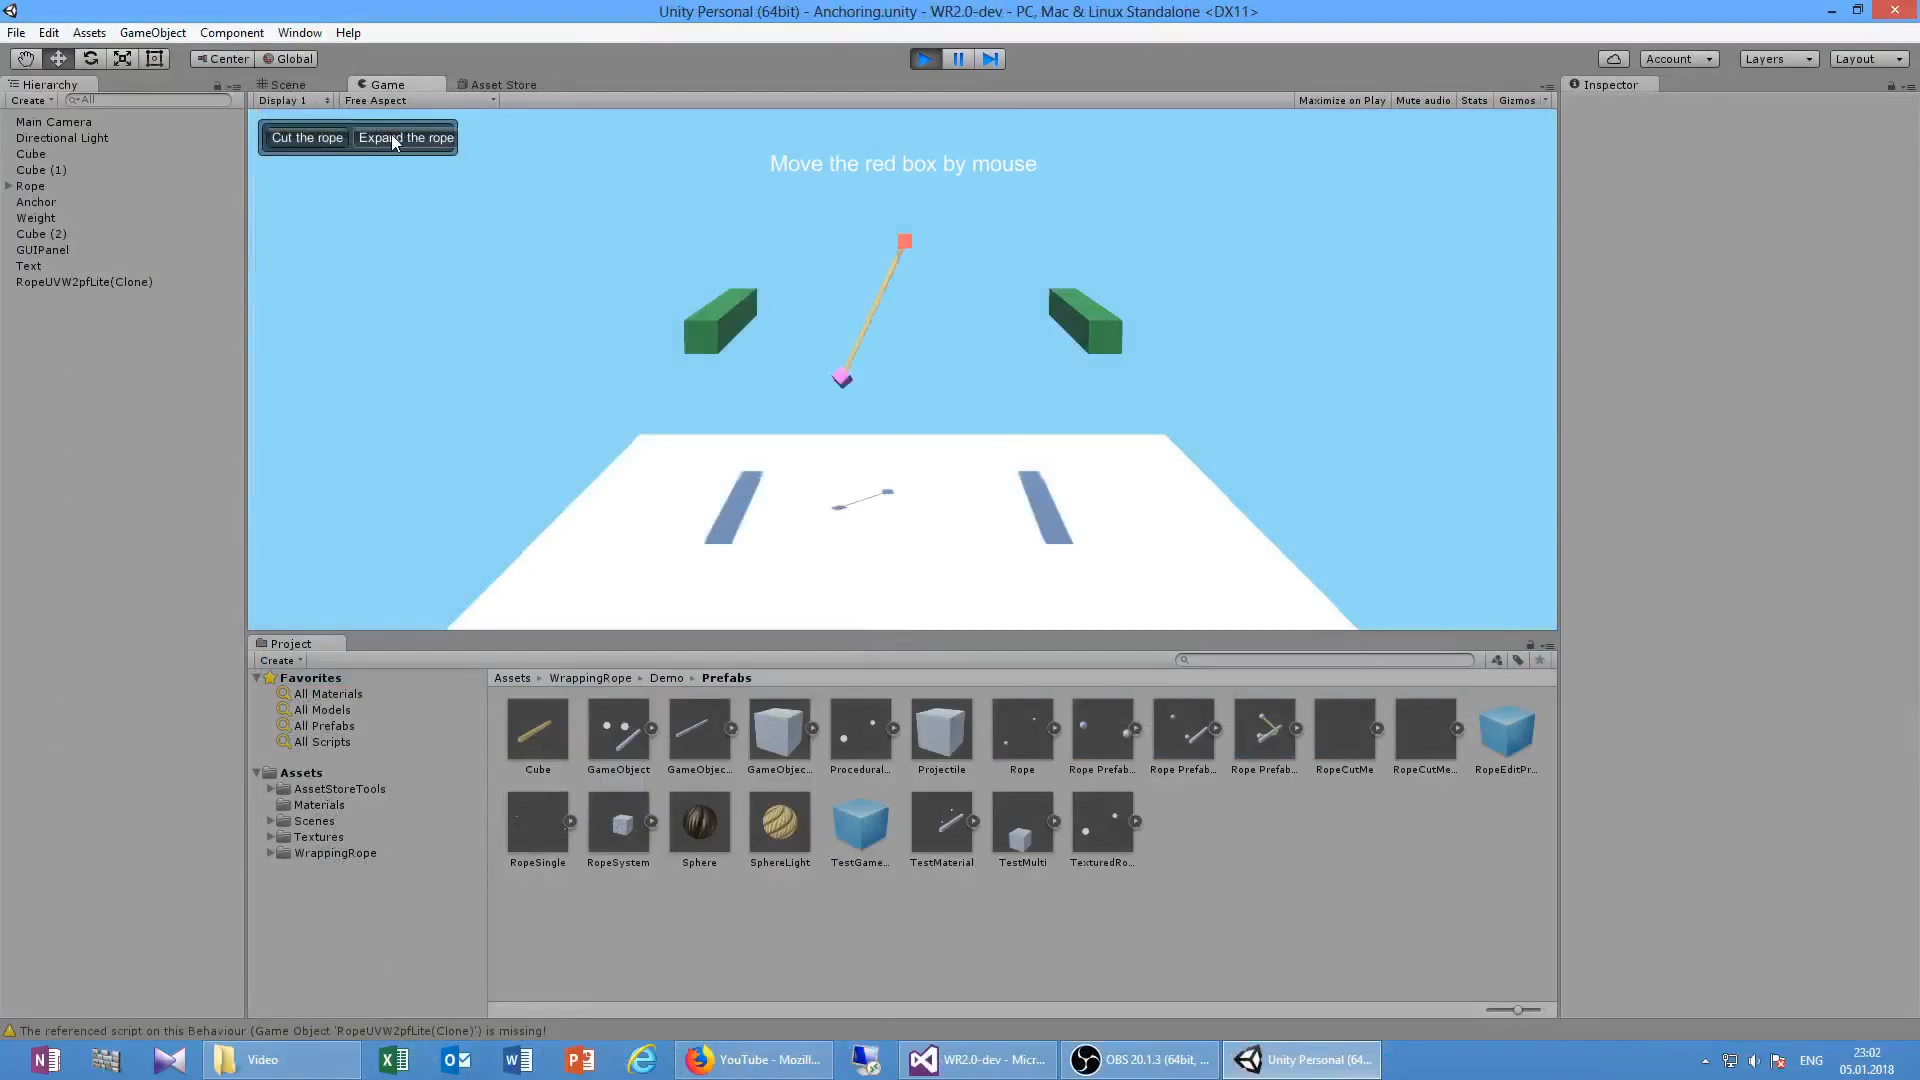 Unity Personal (64bit) - Anchoring.unity - WR2.0-dev - PC, Mac & Linux Standalone <DX11>
File Edit Assets GameObject Component Window Help
Center Global Account Layers Layout
Hierarchy Scene Game Asset Store Inspector
Create All Display 1 Free Aspect Maximize on Play Mute audio Stats Gizmos
Main Camera
Directional Light
Cube
Cube (1)
Rope
Anchor
Weight
Cube (2)
GUIPanel
Text
RopeUVW2pfLite(Clone)
Cut the rope Expand the rope
Move the red box by mouse
Project
Create
Favorites
All Materials
All Models
All Prefabs
All Scripts
Assets
AssetStoreTools
Materials
Scenes
Textures
WrappingRope
Assets WrappingRope Demo Prefabs
Cube GameObject GameObjec... GameObjec... Procedural... Projectile Rope Rope Prefab... Rope Prefab... Rope Prefab... RopeCutMe RopeCutMe... RopeEditPr...
RopeSingle RopeSystem Sphere SphereLight TestGame... TestMaterial TestMulti TexturedRo...
The referenced script on this Behaviour (Game Object 'RopeUVW2pfLite(Clone)') is missing!
Video YouTube - Mozill... WR2.0-dev - Micr... OBS 20.1.3 (64bit, ... Unity Personal (64... ENG
23:02
05.01.2018